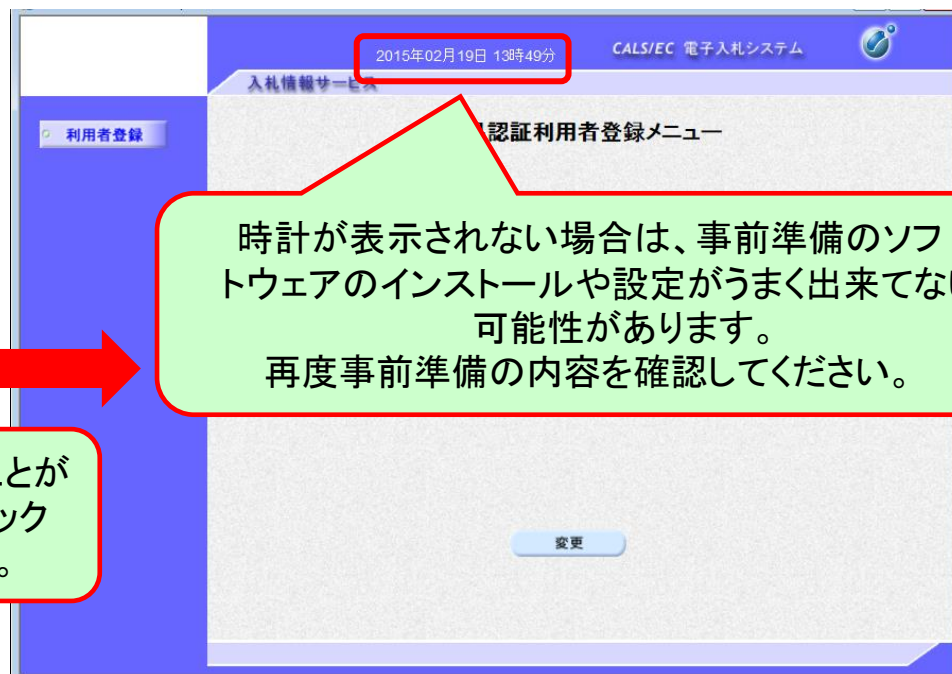 2015年02月19日 13時49分
CALS/EC 電子入札システム
入札情報サービス
利用者登録
認証利用者登録メニュー
時計が表示されない場合は、事前準備のソフ
トウェアのインストールや設定がうまく出来てない
可能性があります。
再度事前準備の内容を確認してください。
とが
ック
。
変更